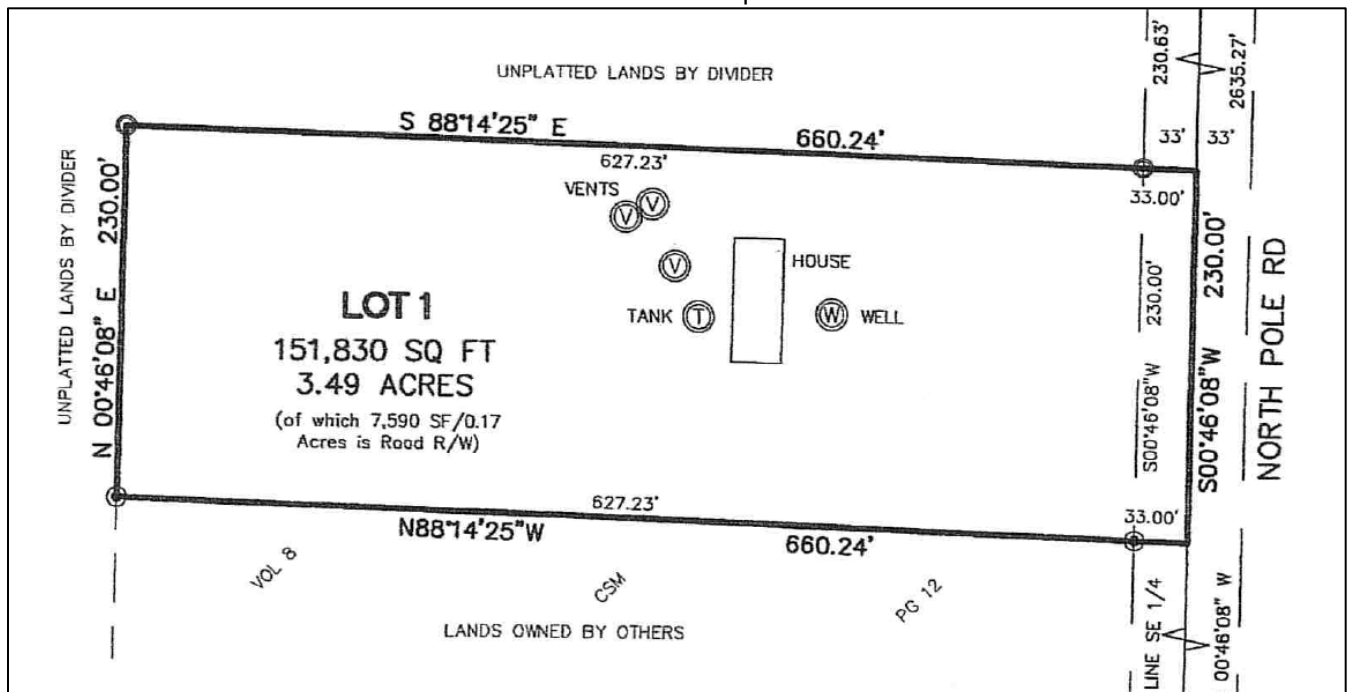 230.63'
2635.27'
UNPLATTED LANDS BY DIVIDER
S 88°14'25" E
660.24'
33'
33'
627.23'
33.00'
VENTS
V
V
V
UNPLATTED LANDS BY DIVIDER
N 00°46'08" E 230.00'
HOUSE
TANK
T
W
WELL
LOT 1
151,830 SQ FT
3.49 ACRES
(of which 7,590 SF/0.17
Acres is Road R/W)
S00°46'08"W 230.00'
S00°46'08"W 230.00'
NORTH POLE RD
627.23'
33.00'
N88°14'25"W
660.24'
VOL 8
CSM
PG 12
LANDS OWNED BY OTHERS
LINE SE 1/4
00°46'08" W